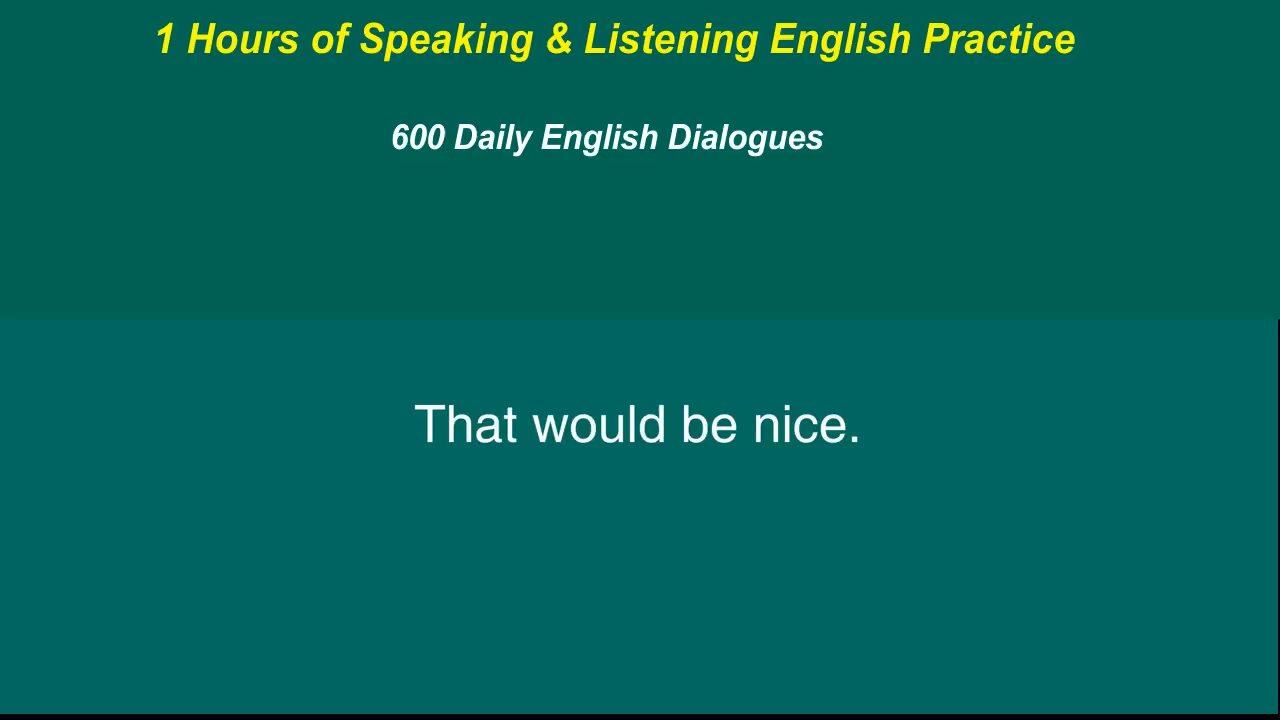 1 Hours of Speaking & Listening English Practice
600 Daily English Dialogues
That would be nice.